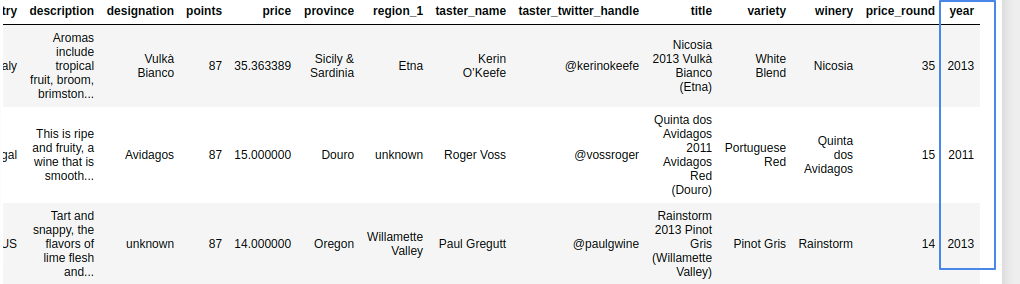 try description designation points price province region_1 taster_name taster_twitter_handle title variety winery price_round year
aly Aromas include tropical fruit, broom, brimston... Vulkà Bianco 87 35.363389 Sicily & Sardinia Etna Kerin O'Keefe @kerinokeefe Nicosia 2013 Vulkà Bianco (Etna) White Blend Nicosia 35 2013
gal This is ripe and fruity, a wine that is smooth... Avidagos 87 15.000000 Douro unknown Roger Voss @vossroger Quinta dos Avidagos 2011 Avidagos Red (Douro) Portuguese Red Quinta dos Avidagos 15 2011
US Tart and snappy, the flavors of lime flesh and... unknown 87 14.000000 Oregon Willamette Valley Paul Gregutt @paulgwine Rainstorm 2013 Pinot Gris (Willamette Valley) Pinot Gris Rainstorm 14 2013